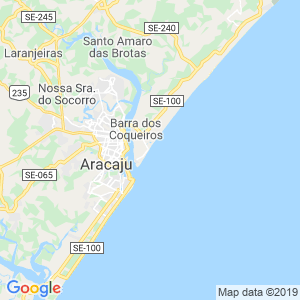 SE-245
SE-240
Santo Amaro
das Brotas
Laranjeiras
235
Nossa Sra.
do Socorro
SE-100
Barra dos
Coqueiros
Aracaju
SE-065
SE-100
Google
Map data ©2019